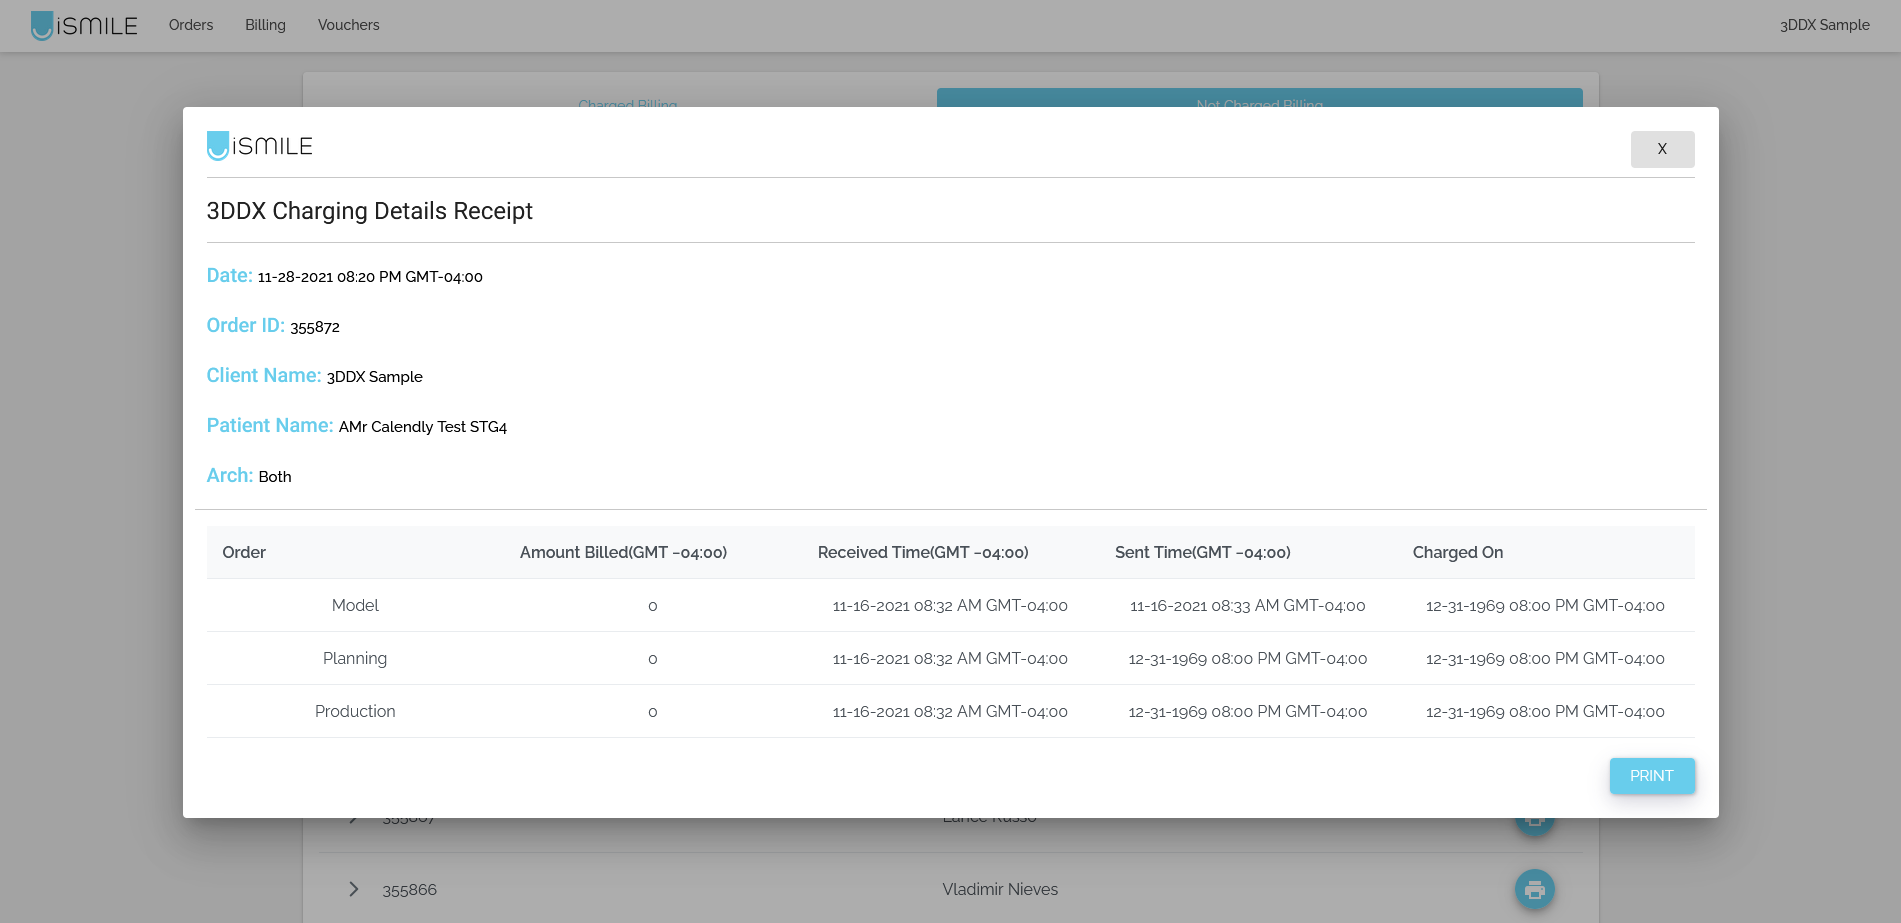 iSMILE Orders Billing Vouchers 3DDX Sample
Charged Billing Not Charged Billing
iSMILE X
3DDX Charging Details Receipt
Date: 11-28-2021 08:20 PM GMT-04:00
Order ID: 355872
Client Name: 3DDX Sample
Patient Name: AMr Calendly Test STG4
Arch: Both
Order Amount Billed(GMT -04:00) Received Time(GMT -04:00) Sent Time(GMT -04:00) Charged On
Model 0 11-16-2021 08:32 AM GMT-04:00 11-16-2021 08:33 AM GMT-04:00 12-31-1969 08:00 PM GMT-04:00
Planning 0 11-16-2021 08:32 AM GMT-04:00 12-31-1969 08:00 PM GMT-04:00 12-31-1969 08:00 PM GMT-04:00
Production 0 11-16-2021 08:32 AM GMT-04:00 12-31-1969 08:00 PM GMT-04:00 12-31-1969 08:00 PM GMT-04:00
PRINT
355867 Lance Russo
355866 Vladimir Nieves